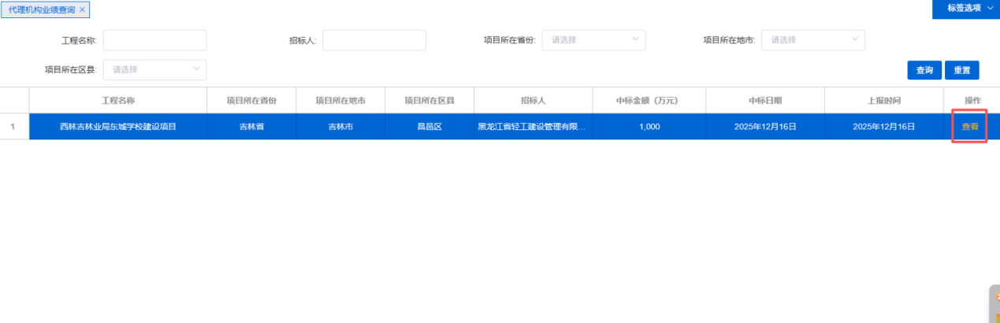 代理机构业绩查询 ×
标签选项
工程名称:
招标人:
项目所在省份: 请选择
项目所在地市: 请选择
项目所在区县: 请选择
查询 重置
工程名称 项目所在省份 项目所在地市 项目所在区县 招标人 中标金额（万元） 中标日期 上报时间 操作
1 西林吉林业局东城学校建设项目 吉林省 吉林市 昌邑区 黑龙江省轻工建设管理有限... 1,000 2025年12月16日 2025年12月16日 查看